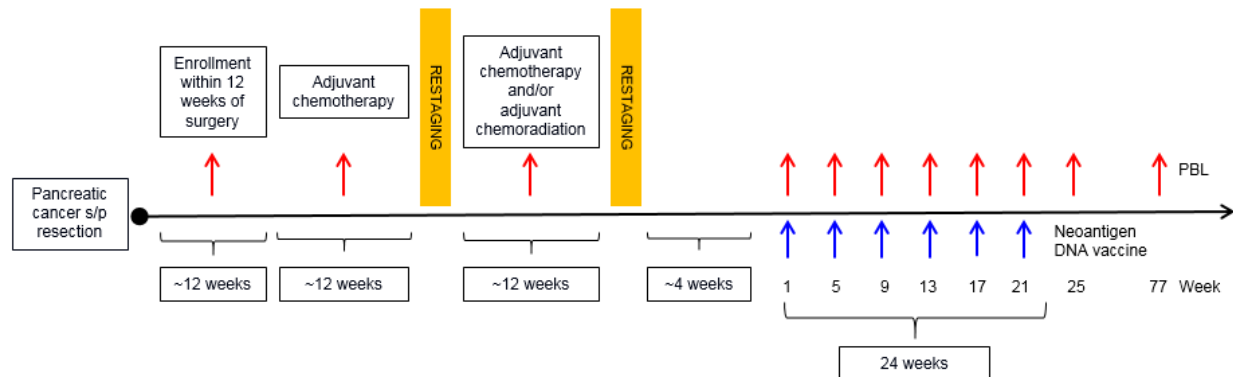 Enrollment
within 12
weeks of
surgery
Adjuvant
chemotherapy
RESTAGING
Adjuvant
chemotherapy
and/or
adjuvant
chemoradiation
RESTAGING
PBL
Pancreatic
cancer s/p
resection
Neoantigen
DNA vaccine
~12 weeks
~12 weeks
~12 weeks
~4 weeks
1 5 9 13 17 21 25 77 Week
24 weeks